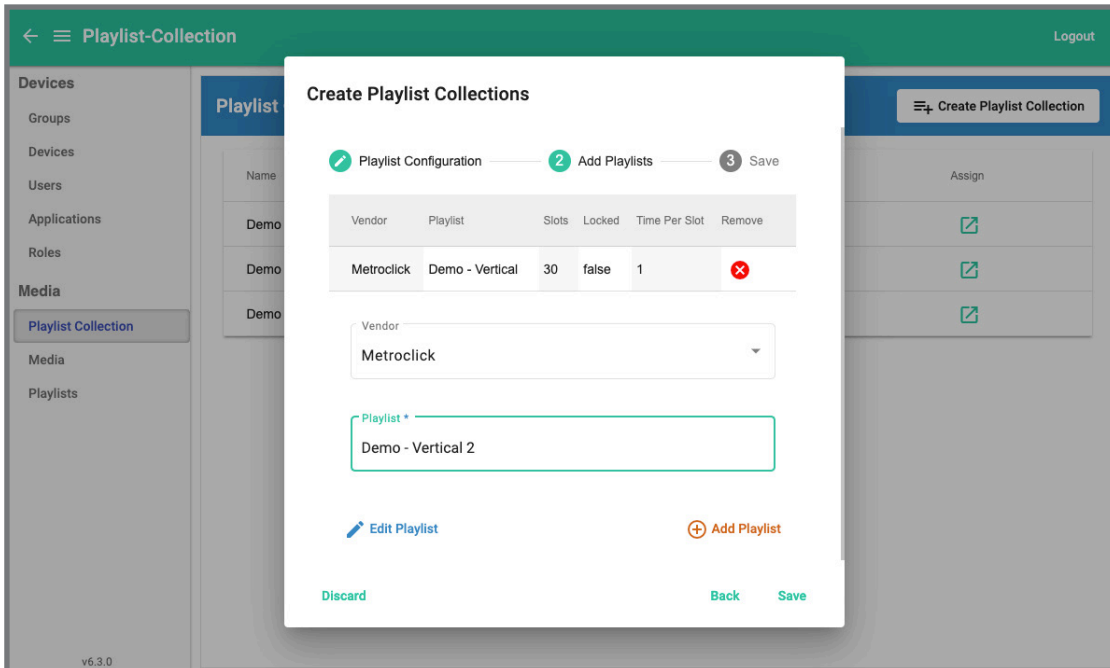 Playlist-Collection
Logout
Devices
Groups
Devices
Users
Applications
Roles
Media
Playlist Collection
Media
Playlists
v6.3.0
Playlist
Create Playlist Collection
Name
Assign
Demo
Demo
Demo
Create Playlist Collections
Playlist Configuration
2 Add Playlists
3 Save
Vendor Playlist Slots Locked Time Per Slot Remove
Metroclick Demo - Vertical 30 false 1
Vendor
Metroclick
Playlist *
Demo - Vertical 2
Edit Playlist
Add Playlist
Discard
Back
Save